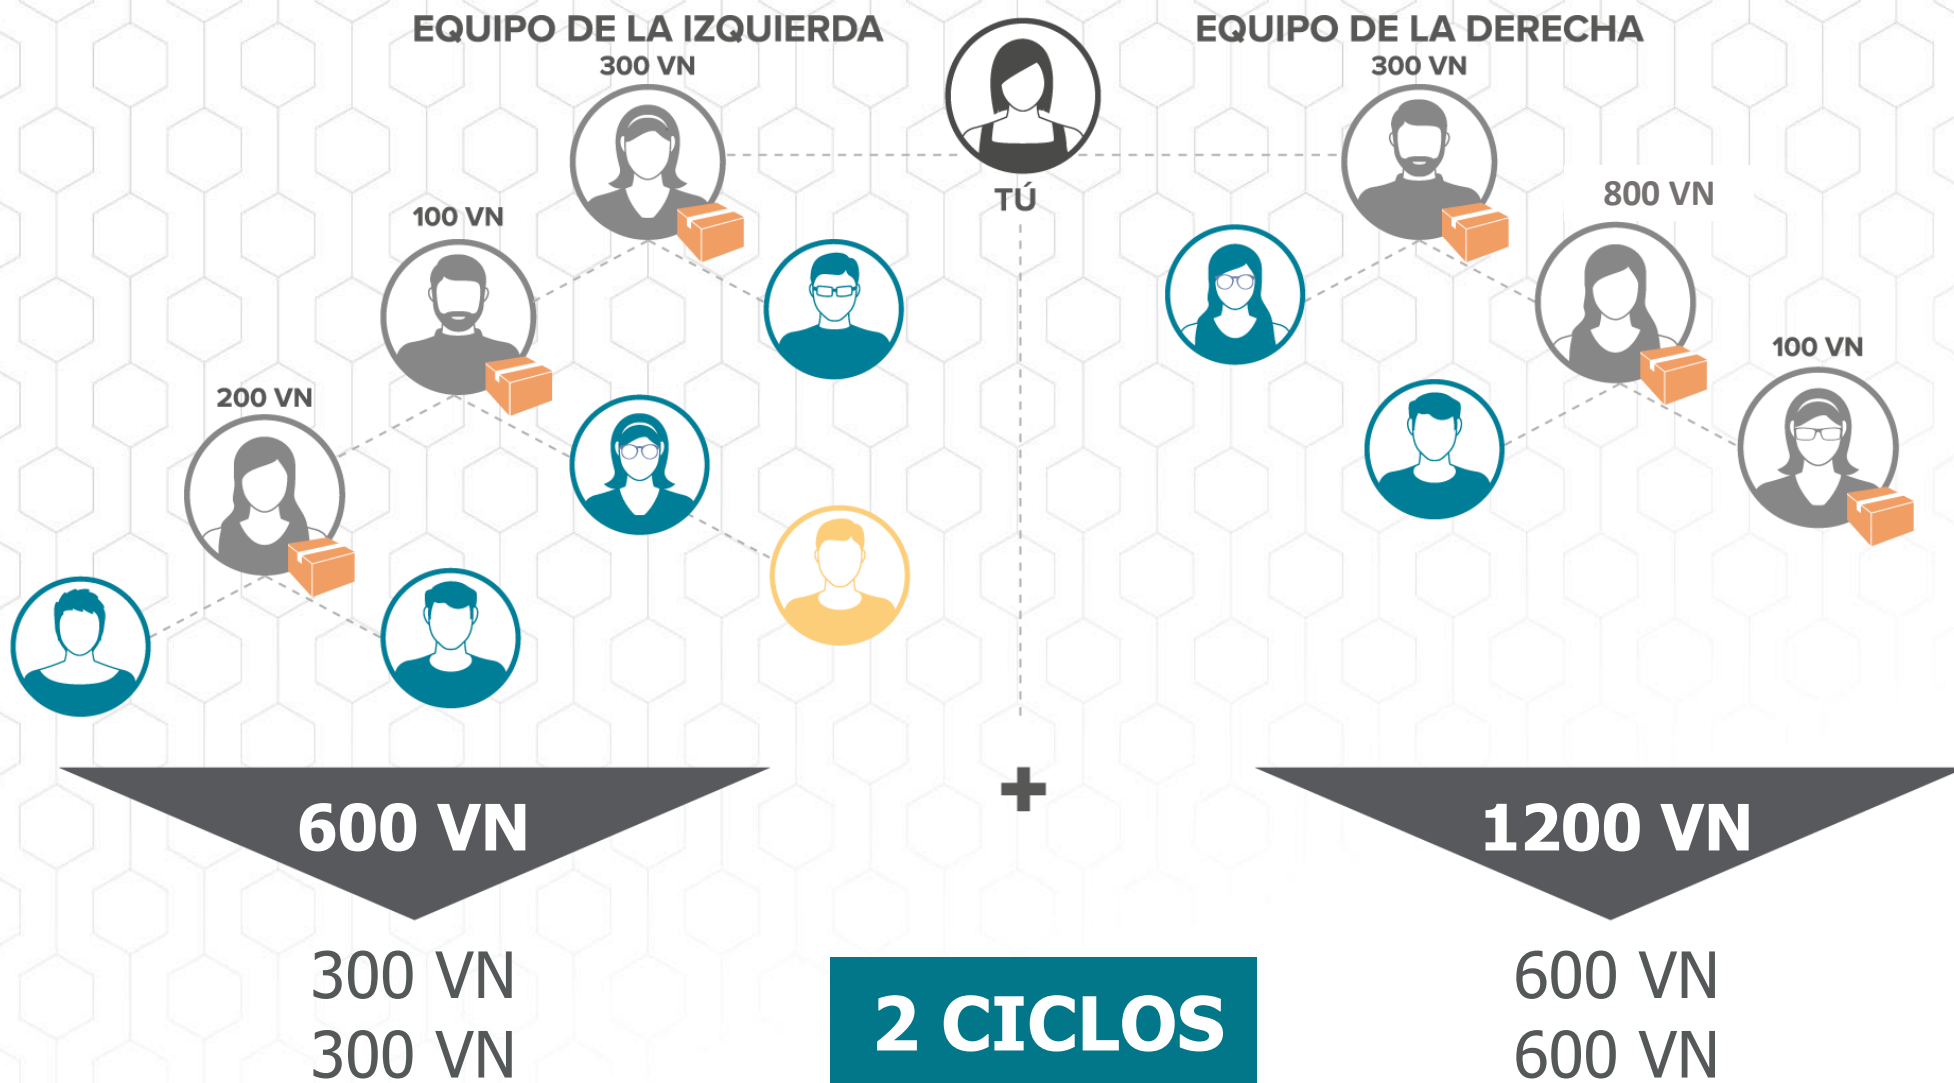 EQUIPO DE LA IZQUIERDA
300 VN
EQUIPO DE LA DERECHA
300 VN
TÚ
100 VN
200 VN
800 VN
100 VN
600 VN
+
1200 VN
300 VN
300 VN
2 CICLOS
600 VN
600 VN